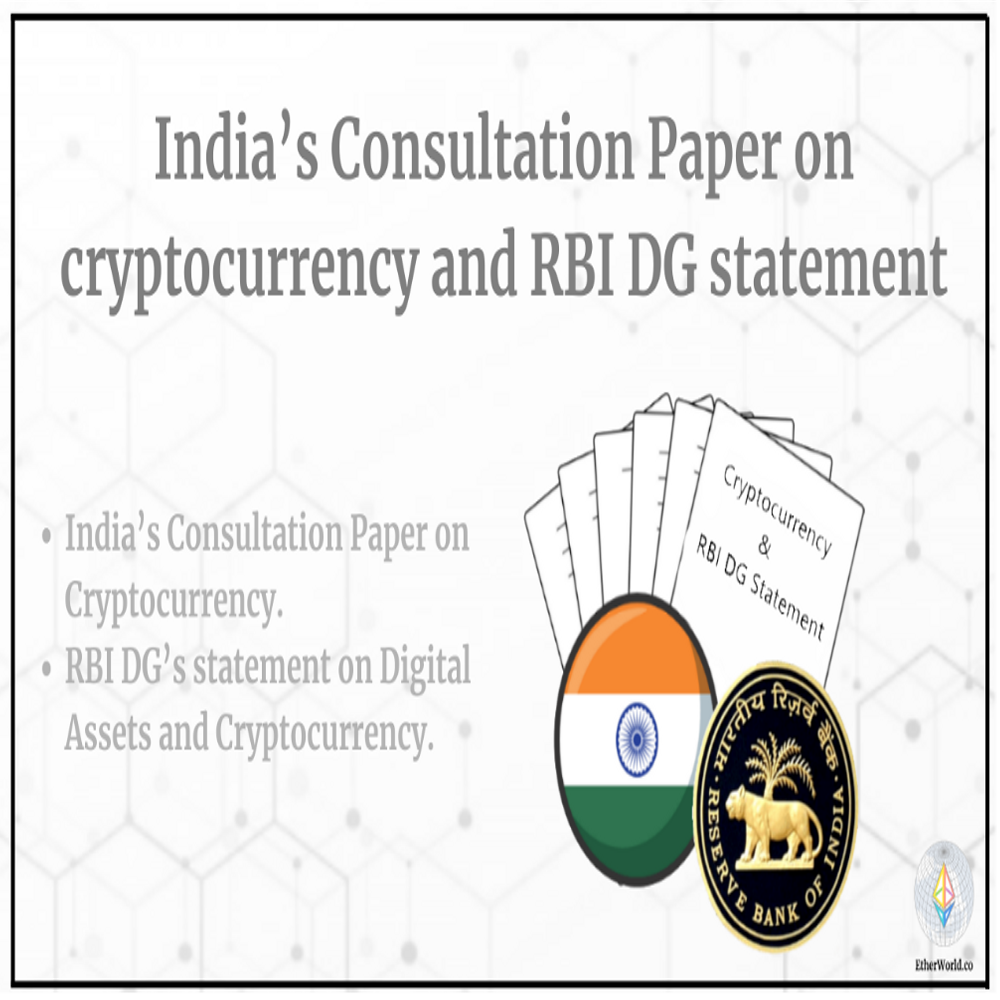 India’s Consultation Paper on
cryptocurrency and RBI DG statement
• India’s Consultation Paper on
Cryptocurrency.
• RBI DG’s statement on Digital
Assets and Cryptocurrency.
Cryptocurrency
&
RBI DG Statement
भारतीय रिज़र्व बैंक
RESERVE BANK OF INDIA
EtherWorld.co